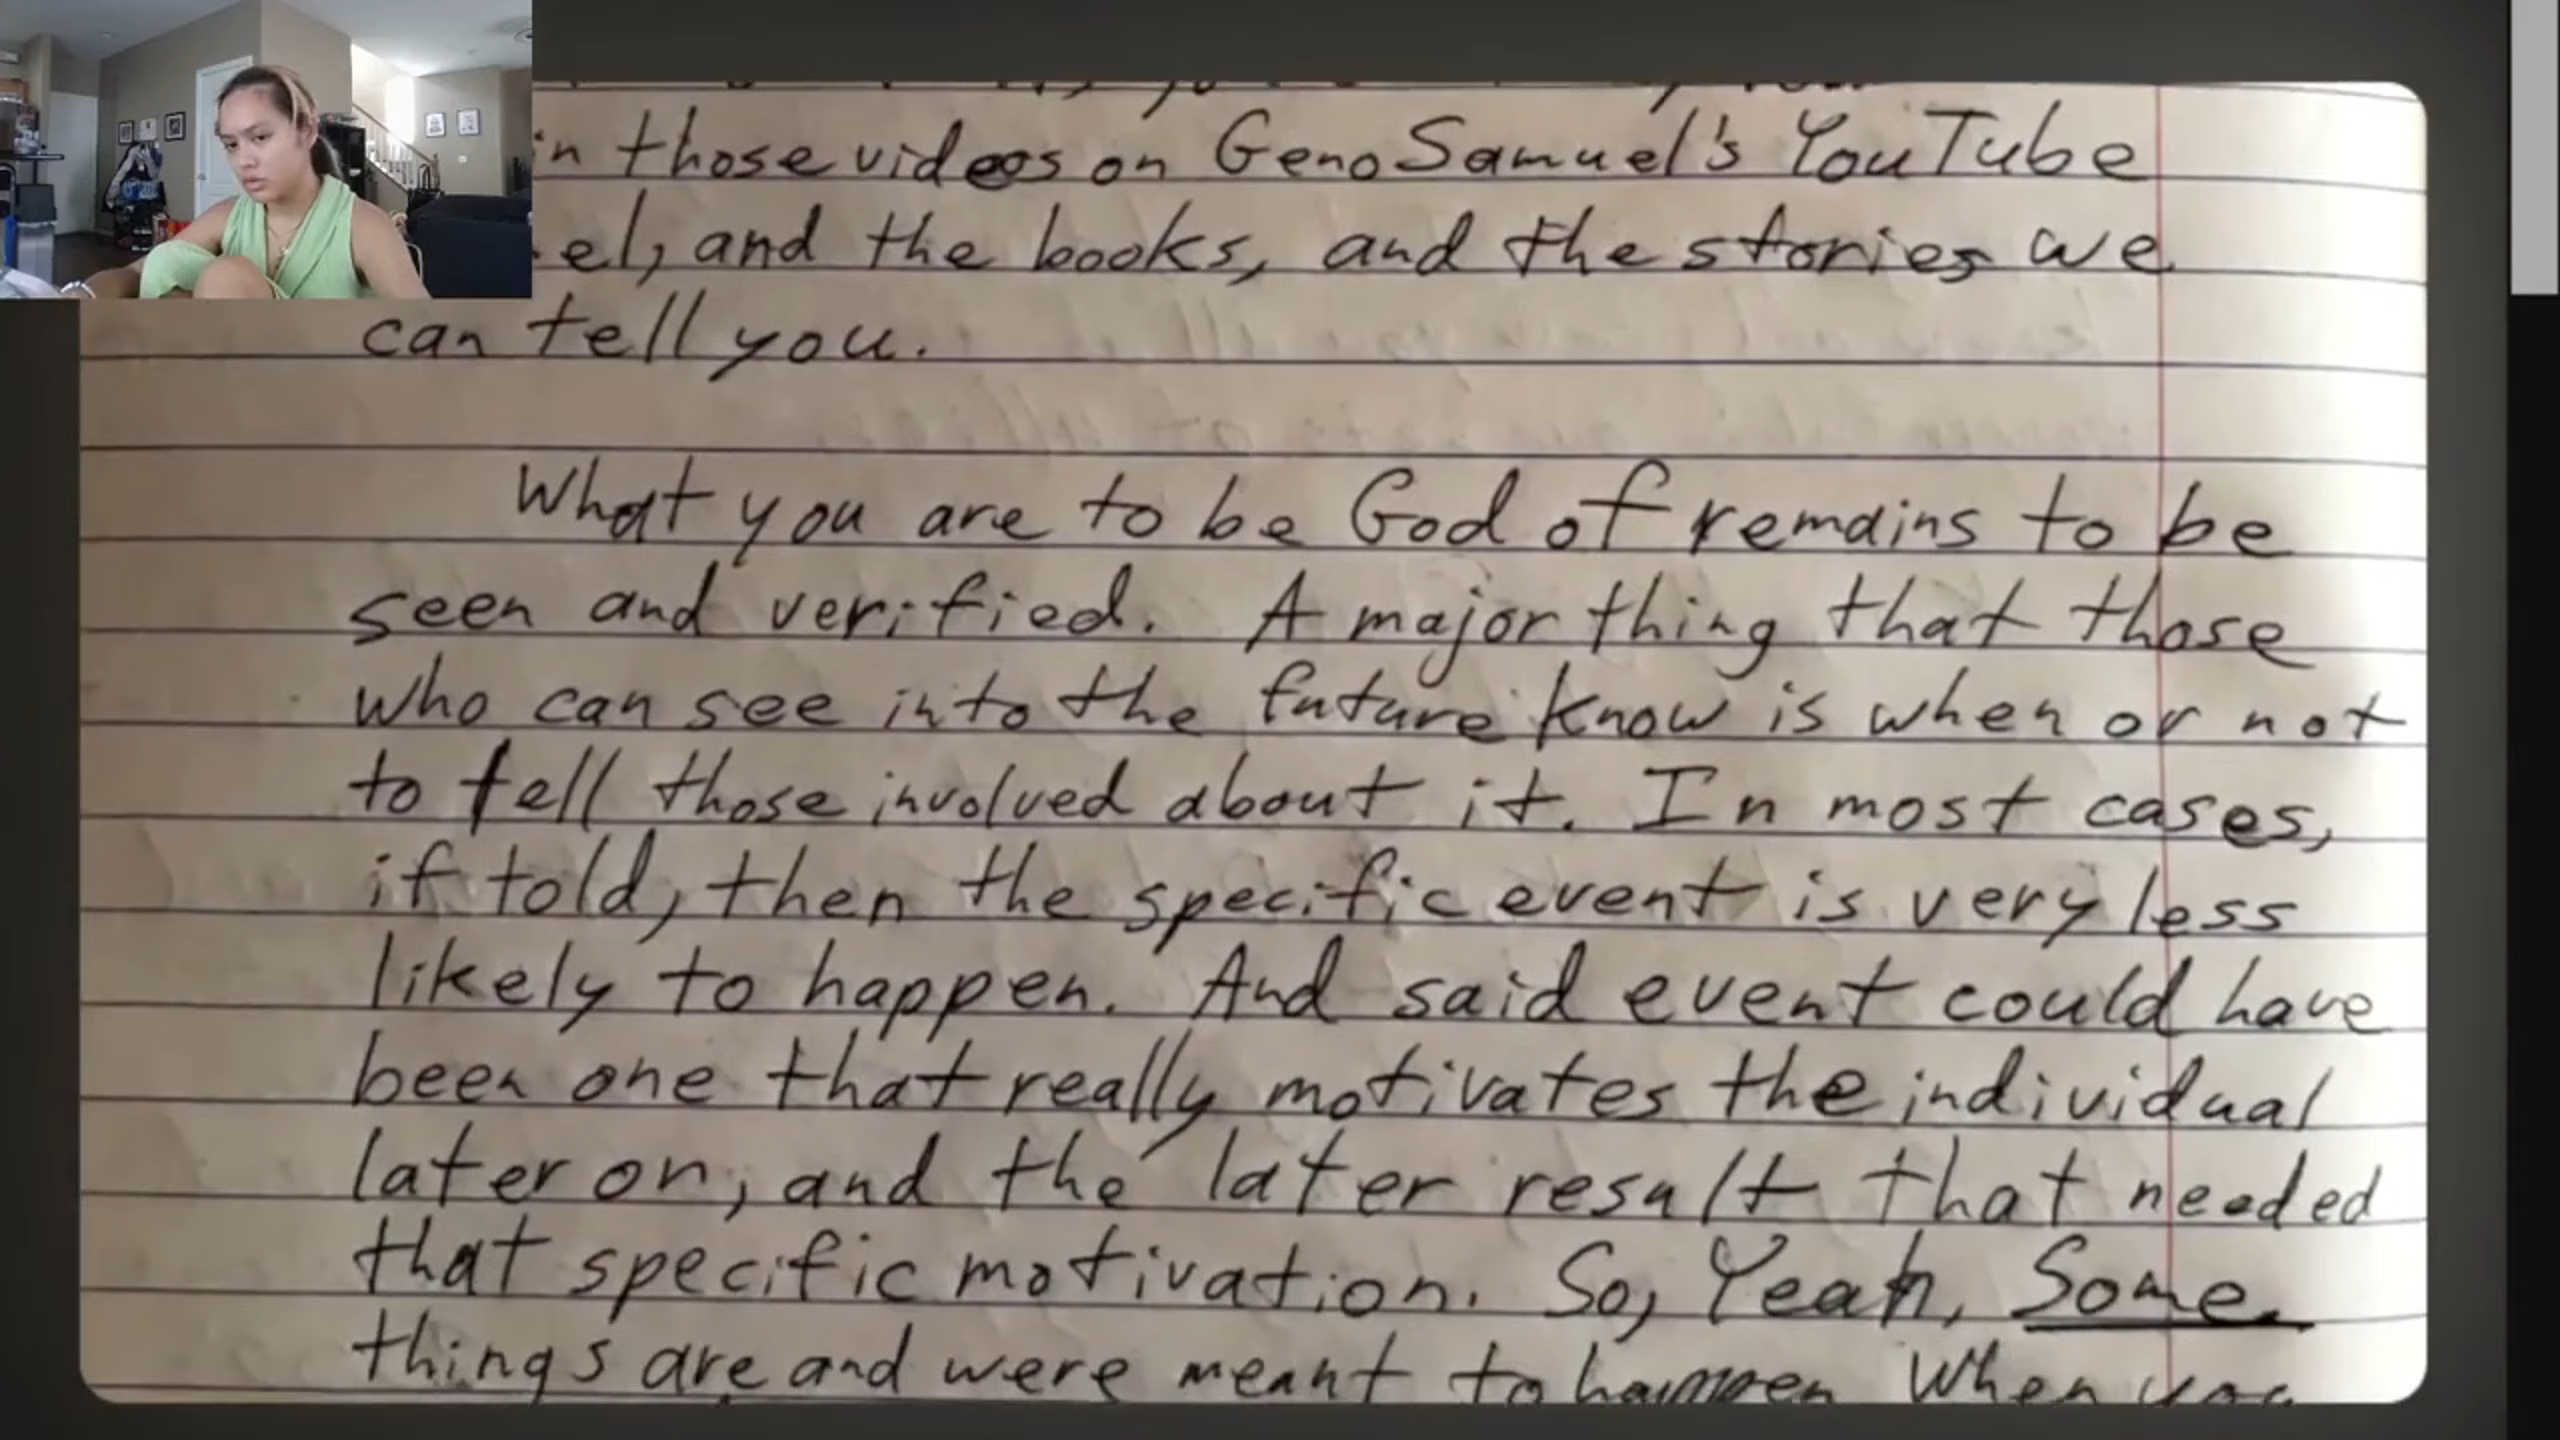 in those videos on Geno Samuel's YouTube
el, and the books, and the stories we
can tell you.
What you are to be God of remains to be
seen and verified. A major thing that those
who can see into the future know is when or not
to tell those involved about it. In most cases,
if told, then the specific event is very less
likely to happen. And said event could have
been one that really motivates the individual
later on, and the later result that needed
that specific motivation. So, Yeah, Some
things are and were meant to happen When you